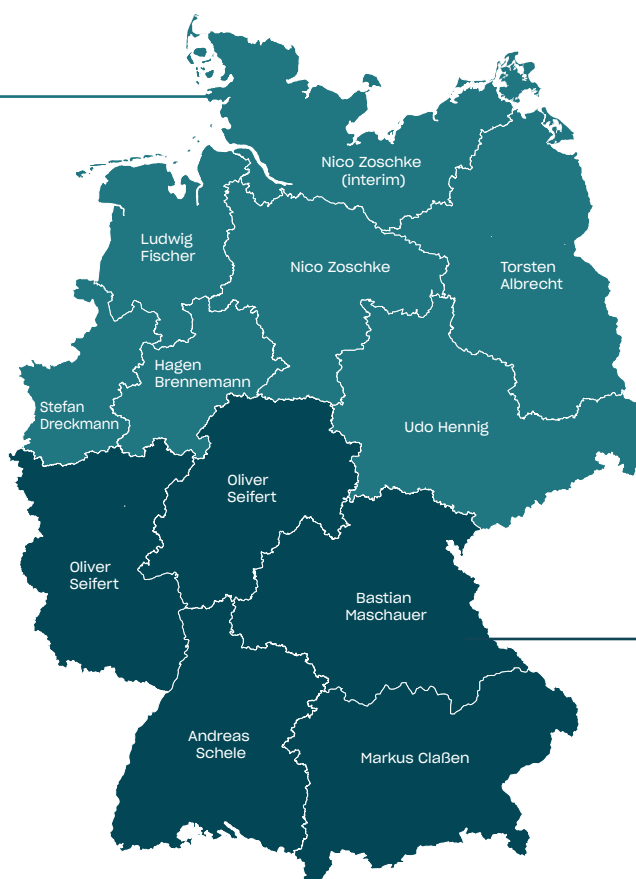 Nico Zoschke
(interim)
Ludwig
Fischer
Nico Zoschke
Torsten
Albrecht
Hagen
Brennemann
Stefan
Dreckmann
Udo Hennig
Oliver
Seifert
Oliver
Seifert
Bastian
Maschauer
Andreas
Schele
Markus Claßen